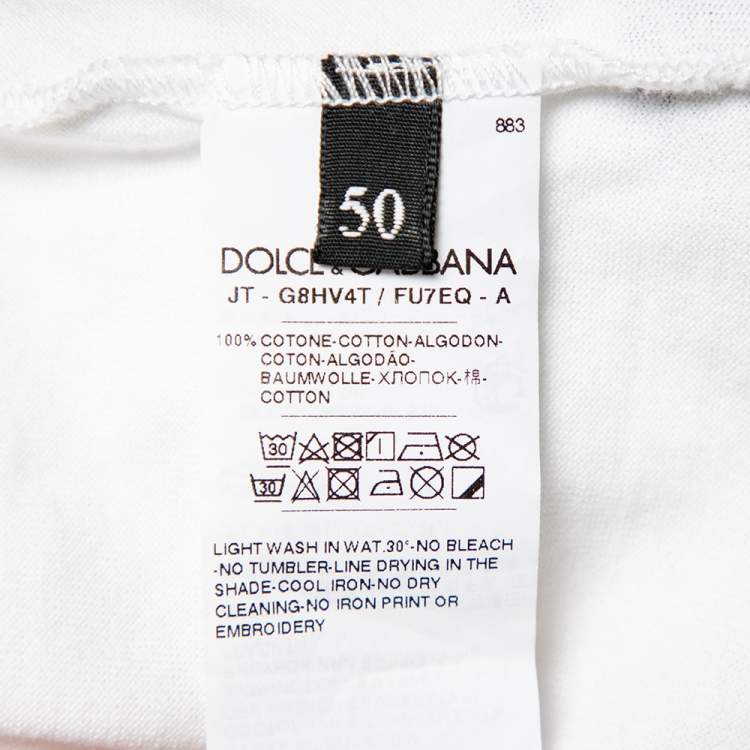 883
50
DOLCE & GABBANA
JT - G8HV4T / FU7EQ - A
100% COTONE-COTTON-ALGODON-
COTON-ALGODÃO-
BAUMWOLLE-ХЛОПОК-棉-
COTTON
30
30
LIGHT WASH IN WAT.30°-NO BLEACH
-NO TUMBLER-LINE DRYING IN THE
SHADE-COOL IRON-NO DRY
CLEANING-NO IRON PRINT OR
EMBROIDERY